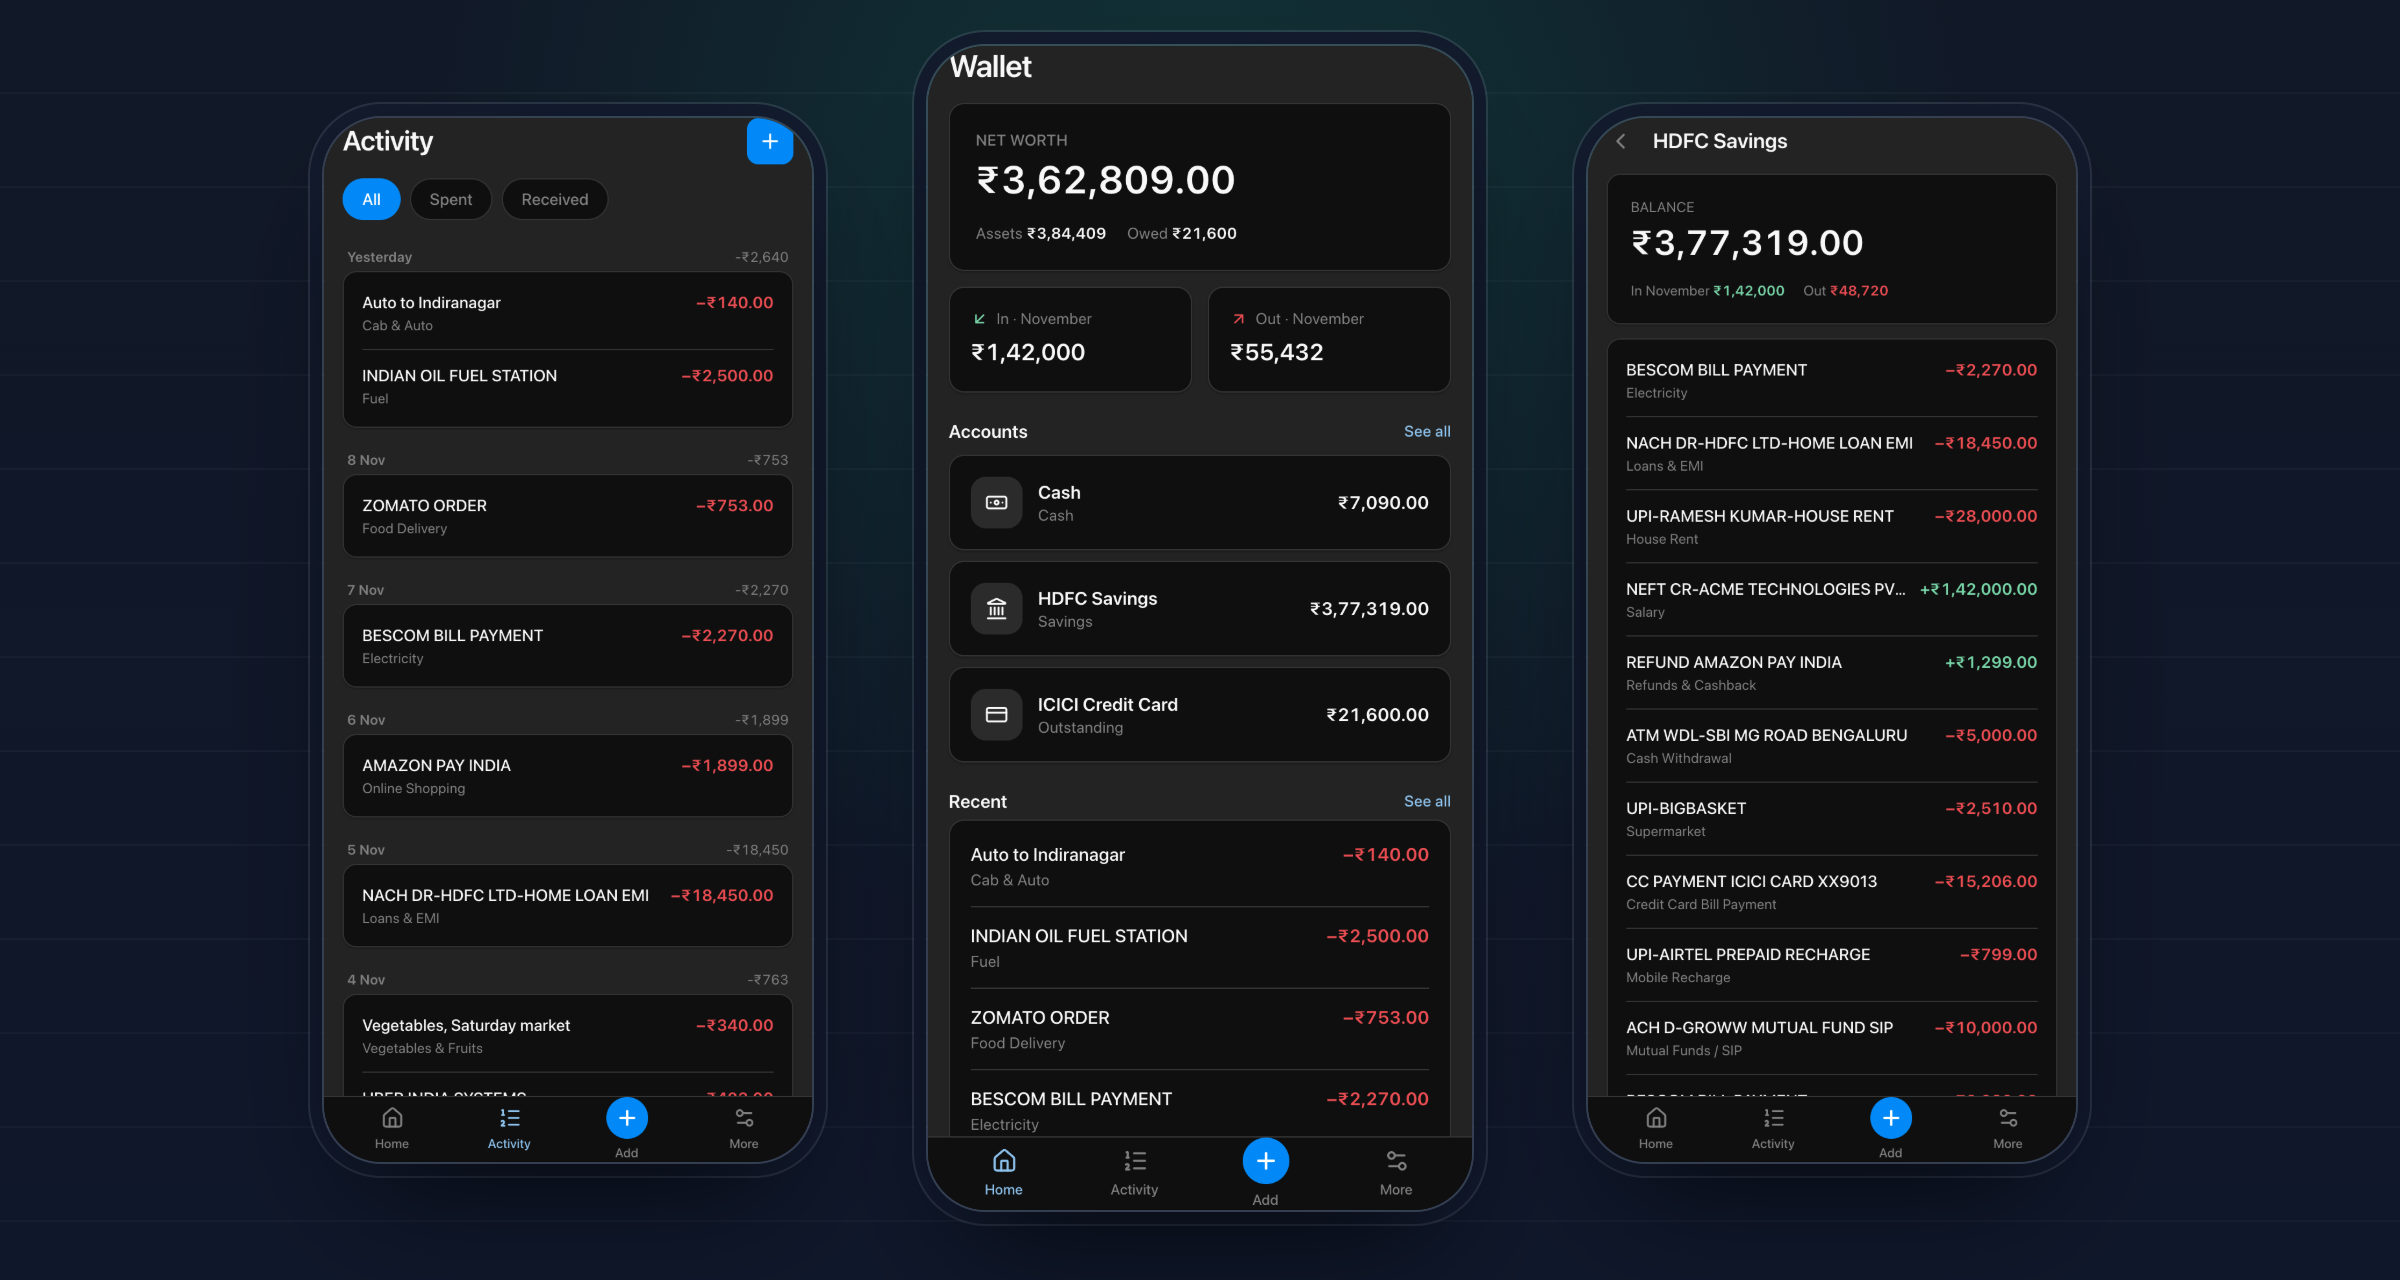 Activity
+
All
Spent
Received
Yesterday
-₹2,640
Auto to Indiranagar
−₹140.00
Cab & Auto
INDIAN OIL FUEL STATION
−₹2,500.00
Fuel
8 Nov
-₹753
ZOMATO ORDER
−₹753.00
Food Delivery
7 Nov
-₹2,270
BESCOM BILL PAYMENT
−₹2,270.00
Electricity
6 Nov
-₹1,899
AMAZON PAY INDIA
−₹1,899.00
Online Shopping
5 Nov
-₹18,450
NACH DR-HDFC LTD-HOME LOAN EMI
−₹18,450.00
Loans & EMI
4 Nov
-₹763
Vegetables, Saturday market
−₹340.00
Vegetables & Fruits
Home
Activity
Add
More
Wallet
NET WORTH
₹3,62,809.00
Assets ₹3,84,409
Owed ₹21,600
In · November
₹1,42,000
Out · November
₹55,432
Accounts
See all
Cash
Cash
₹7,090.00
HDFC Savings
Savings
₹3,77,319.00
ICICI Credit Card
Outstanding
₹21,600.00
Recent
See all
Auto to Indiranagar
−₹140.00
Cab & Auto
INDIAN OIL FUEL STATION
−₹2,500.00
Fuel
ZOMATO ORDER
−₹753.00
Food Delivery
BESCOM BILL PAYMENT
−₹2,270.00
Electricity
Home
Activity
Add
More
HDFC Savings
BALANCE
₹3,77,319.00
In November ₹1,42,000
Out ₹48,720
BESCOM BILL PAYMENT
−₹2,270.00
Electricity
NACH DR-HDFC LTD-HOME LOAN EMI
−₹18,450.00
Loans & EMI
UPI-RAMESH KUMAR-HOUSE RENT
−₹28,000.00
House Rent
NEFT CR-ACME TECHNOLOGIES PV...
+₹1,42,000.00
Salary
REFUND AMAZON PAY INDIA
+₹1,299.00
Refunds & Cashback
ATM WDL-SBI MG ROAD BENGALURU
−₹5,000.00
Cash Withdrawal
UPI-BIGBASKET
−₹2,510.00
Supermarket
CC PAYMENT ICICI CARD XX9013
−₹15,206.00
Credit Card Bill Payment
UPI-AIRTEL PREPAID RECHARGE
−₹799.00
Mobile Recharge
ACH D-GROWW MUTUAL FUND SIP
−₹10,000.00
Mutual Funds / SIP
Home
Activity
Add
More